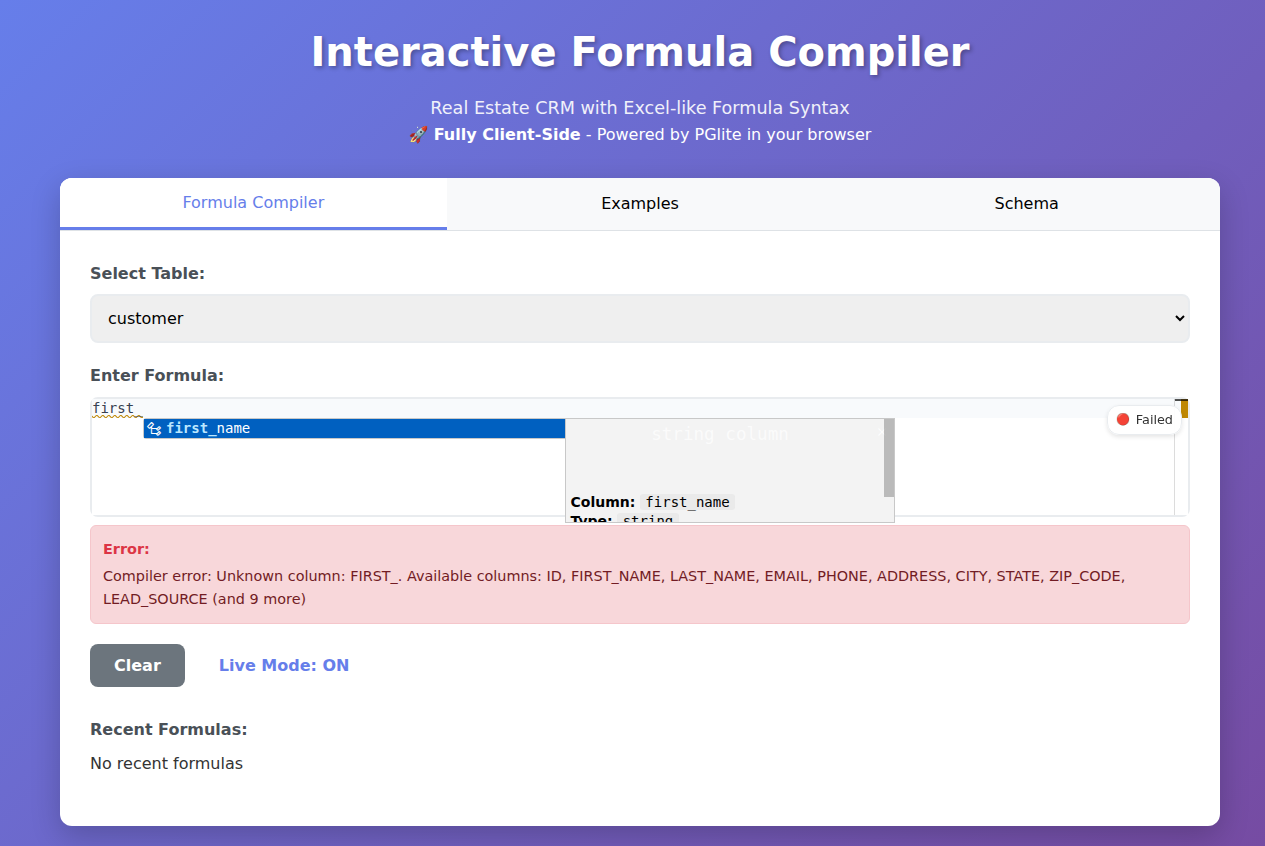 Interactive Formula Compiler
Real Estate CRM with Excel-like Formula Syntax
🚀 Fully Client-Side - Powered by PGlite in your browser
Formula Compiler
Examples
Schema
Select Table:
customer
Enter Formula:
first_
Failed
first_name
string column
Column: first_name
Type: string
Error:
Compiler error: Unknown column: FIRST_. Available columns: ID, FIRST_NAME, LAST_NAME, EMAIL, PHONE, ADDRESS, CITY, STATE, ZIP_CODE,
LEAD_SOURCE (and 9 more)
Clear
Live Mode: ON
Recent Formulas:
No recent formulas